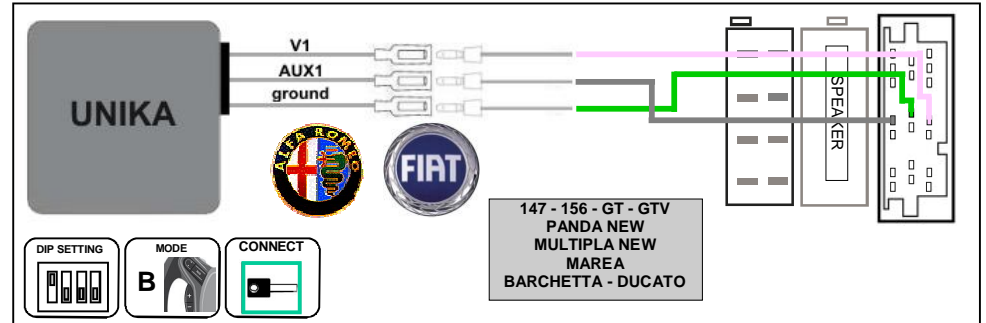 V1
AUX1
ground
UNIKA
SPEAKER
ALFA ROMEO
FIAT
147 - 156 - GT - GTV
PANDA NEW
MULTIPLA NEW
MAREA
BARCHETTA - DUCATO
DIP SETTING
MODE
CONNECT
B